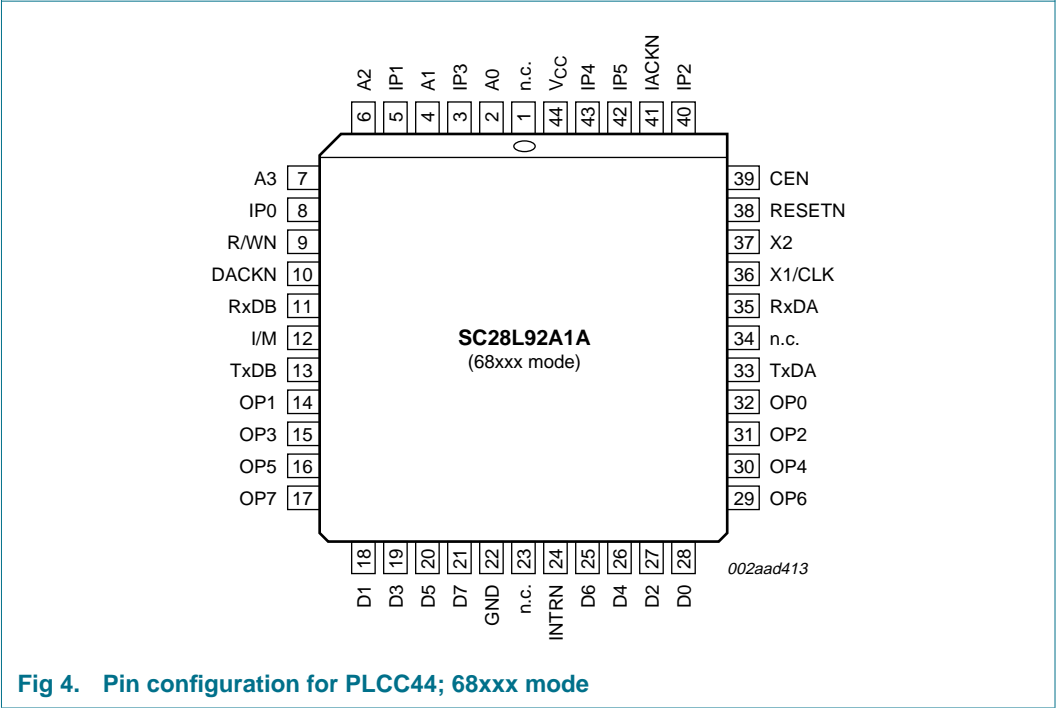 A2 IP1 A1 IP3 A0 n.c. VCC IP4 IP5 IACKN IP2
6 5 4 3 2 1 44 43 42 41 40
A3 7
IP0 8
R/WN 9
DACKN 10
RxDB 11
I/M 12
TxDB 13
OP1 14
OP3 15
OP5 16
OP7 17
SC28L92A1A
(68xxx mode)
39 CEN
38 RESETN
37 X2
36 X1/CLK
35 RxDA
34 n.c.
33 TxDA
32 OP0
31 OP2
30 OP4
29 OP6
18 19 20 21 22 23 24 25 26 27 28
D1 D3 D5 D7 GND n.c. INTRN D6 D4 D2 D0
002aad413
Fig 4. Pin configuration for PLCC44; 68xxx mode